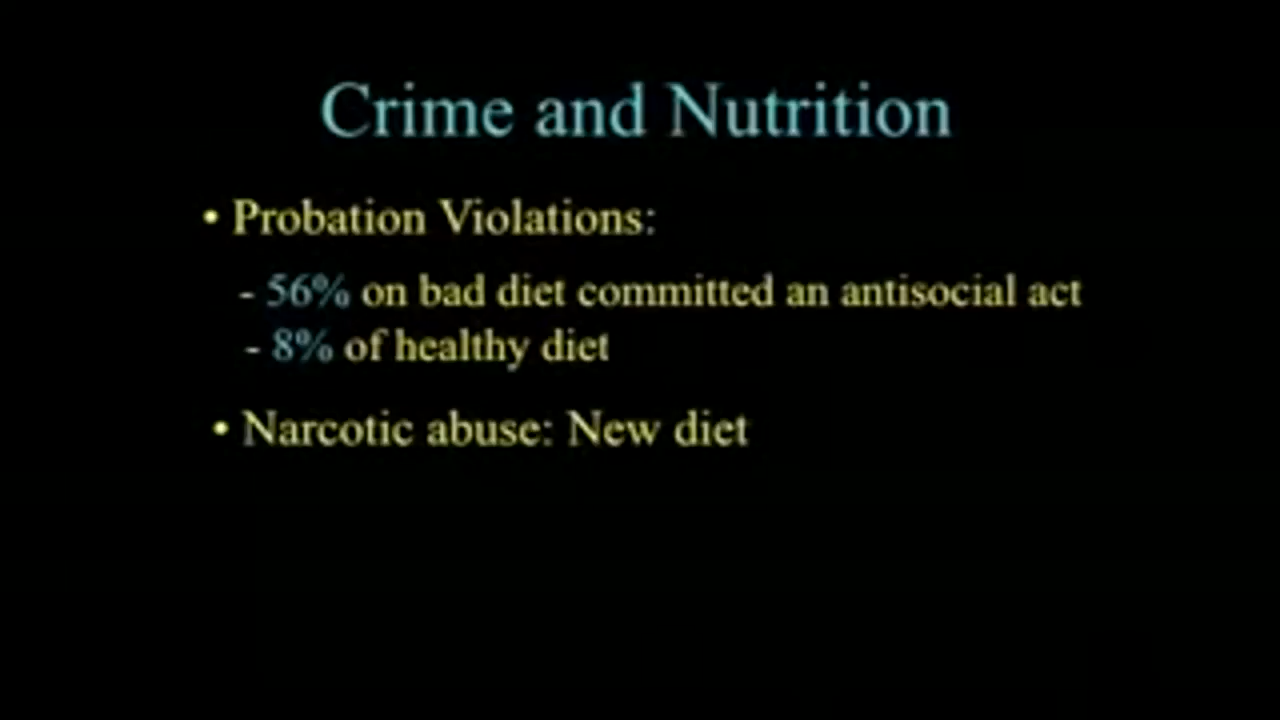 Crime and Nutrition
• Probation Violations:
- 56% on bad diet committed an antisocial act
- 8% of healthy diet
• Narcotic abuse: New diet